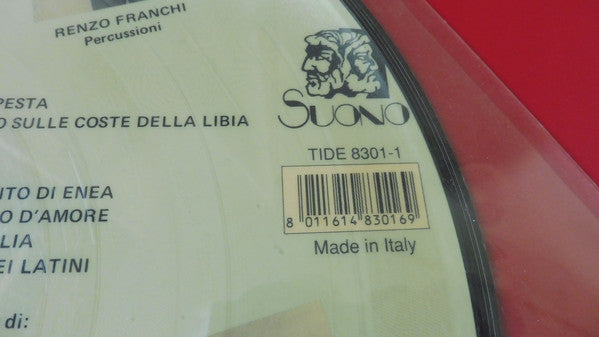 RENZO FRANCHI
Percussioni
SUONO
PESTA
O SULLE COSTE DELLA LIBIA
TIDE 8301-1
8 011614 830169
Made in Italy
ITO DI ENEA
O D'AMORE
LIA
EI LATINI
di: